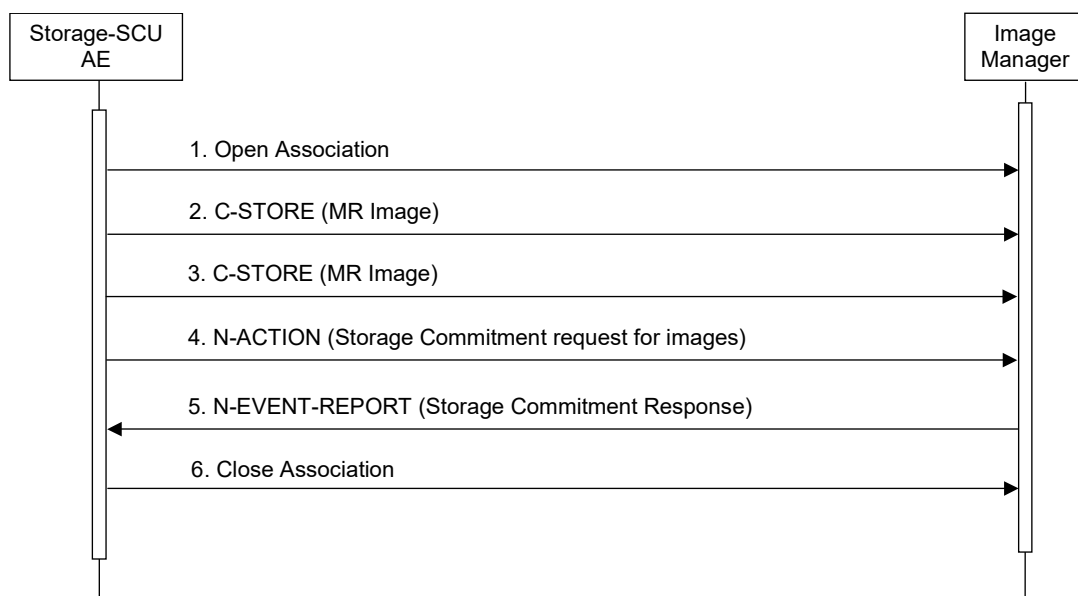 Storage-SCU
AE
Image
Manager
1. Open Association
2. C-STORE (MR Image)
3. C-STORE (MR Image)
4. N-ACTION (Storage Commitment request for images)
5. N-EVENT-REPORT (Storage Commitment Response)
6. Close Association